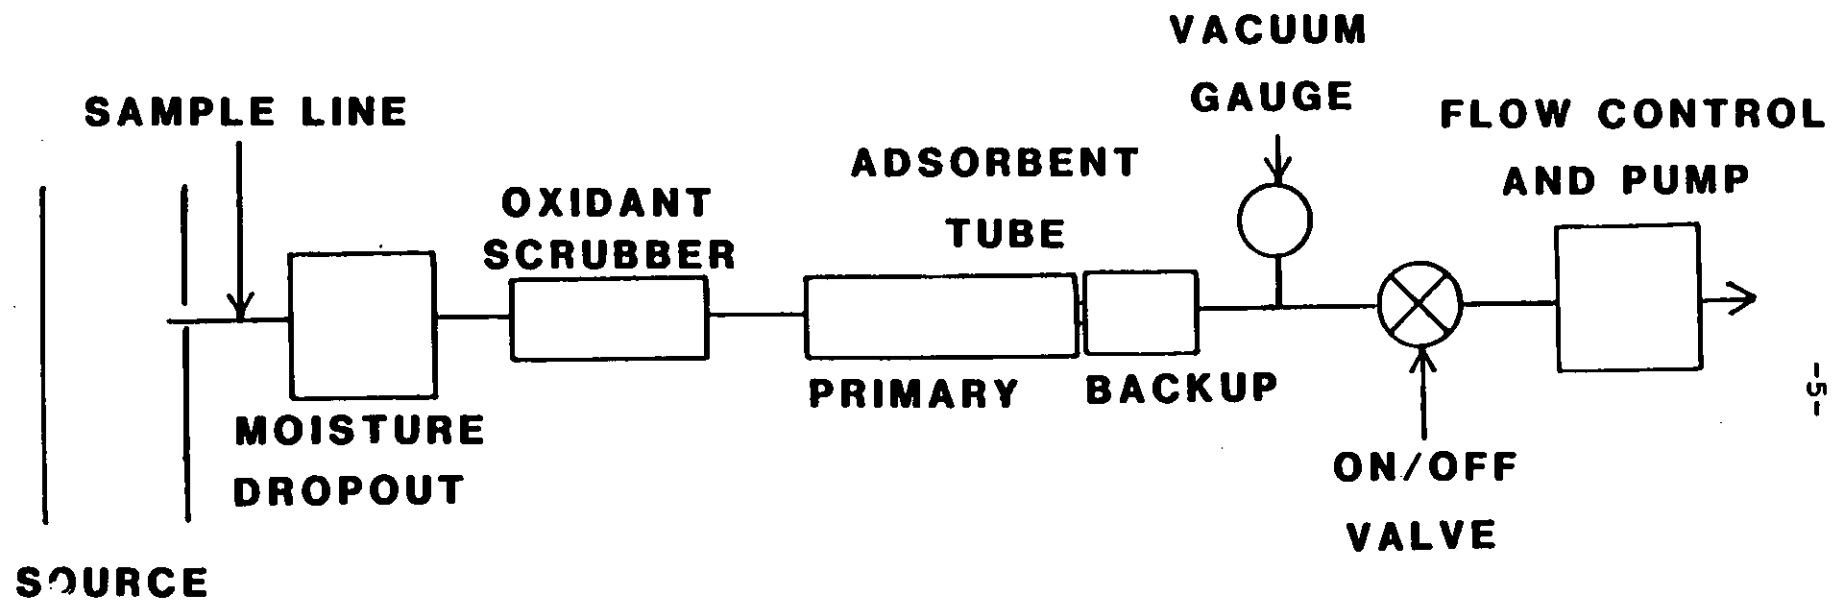 VACUUM
GAUGE
SAMPLE LINE
FLOW CONTROL
AND PUMP
ADSORBENT
TUBE
OXIDANT
SCRUBBER
PRIMARY
BACKUP
MOISTURE
DROPOUT
ON/OFF
VALVE
SOURCE
-5-